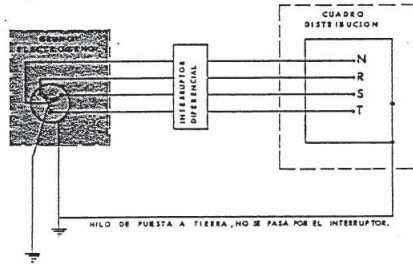 CUADRO
DISTRIBUCION
GRUPO
ELECTROGENO
INTERRUPTOR
DIFERENCIAL
N
R
S
T
HILO DE PUESTA A TIERRA, NO SE PASA POR EL INTERRUPTOR.